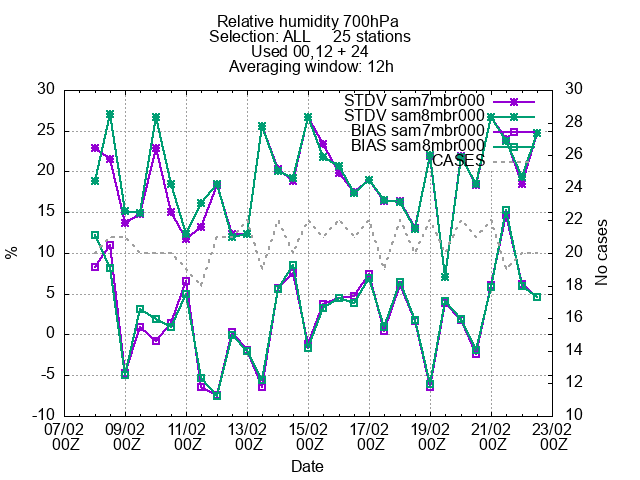 Relative humidity 700hPa
Selection: ALL 25 stations
Used 00,12 + 24
Averaging window: 12h
STDV sam7mbr000
STDV sam8mbr000
BIAS sam7mbr000
BIAS sam8mbr000
CASES
30 30
25 28
20 26
15 24
10 22
5 20
0 18
-5 16
-10 14
12
10
%
No cases
07/02 09/02 11/02 13/02 15/02 17/02 19/02 21/02 23/02
00Z 00Z 00Z 00Z 00Z 00Z 00Z 00Z 00Z
Date